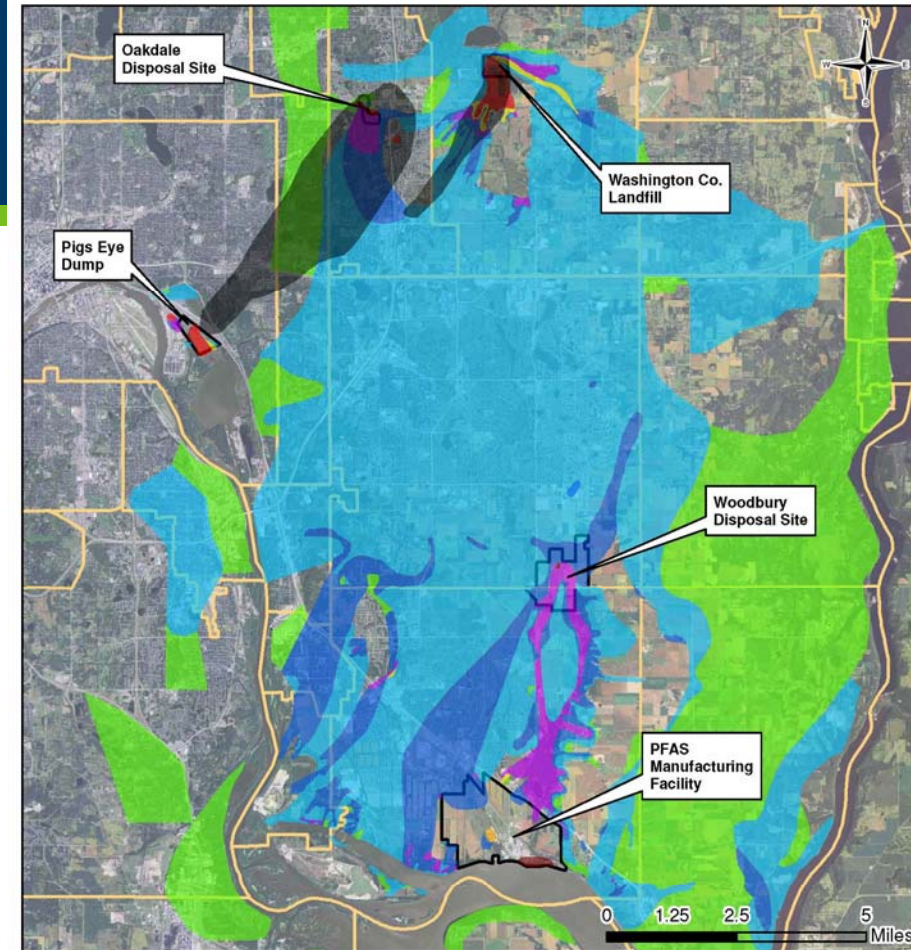 N
W
E
S
Oakdale
Disposal Site
Washington Co.
Landfill
Pigs Eye
Dump
Woodbury
Disposal Site
PFAS
Manufacturing
Facility
0 1.25 2.5 5
Miles